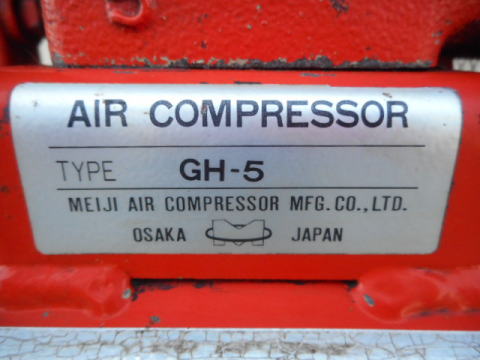 AIR COMPRESSOR
TYPE GH-5
MEIJI AIR COMPRESSOR MFG.CO.,LTD.
OSAKA M JAPAN